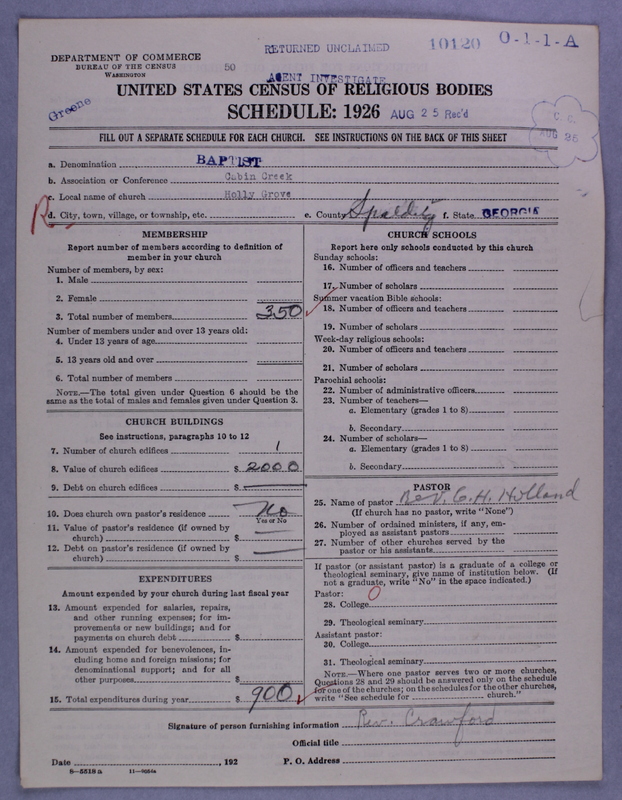 RETURNED UNCLAIMED
10120
O-1-1-A
DEPARTMENT OF COMMERCE
BUREAU OF THE CENSUS
WASHINGTON
50
AGENT INVESTIGATE
Greene
UNITED STATES CENSUS OF RELIGIOUS BODIES
SCHEDULE: 1926
AUG 25 Rec'd
C.C.
AUG 25
FILL OUT A SEPARATE SCHEDULE FOR EACH CHURCH. SEE INSTRUCTIONS ON THE BACK OF THIS SHEET
a. Denomination BAPTIST
b. Association or Conference Cabin Creek
c. Local name of church Holly Grove
R d. City, town, village, or township, etc. e. County Spalding f. State GEORGIA
MEMBERSHIP
Report number of members according to definition of
member in your church
Number of members, by sex:
1. Male
2. Female
3. Total number of members 350
Number of members under and over 13 years old:
4. Under 13 years of age
5. 13 years old and over
6. Total number of members
NOTE.—The total given under Question 6 should be the
same as the total of males and females given under Question 3.
CHURCH BUILDINGS
See instructions, paragraphs 10 to 12
7. Number of church edifices 1
8. Value of church edifices $ 2000
9. Debt on church edifices $
10. Does church own pastor's residence No
Yes or No
11. Value of pastor's residence (if owned by
church) $
12. Debt on pastor's residence (if owned by
church) $
EXPENDITURES
Amount expended by your church during last fiscal year
13. Amount expended for salaries, repairs,
and other running expenses; for im-
provements or new buildings; and for
payments on church debt $
14. Amount expended for benevolences, in-
cluding home and foreign missions; for
denominational support; and for all
other purposes $
15. Total expenditures during year $ 900
CHURCH SCHOOLS
Report here only schools conducted by this church
Sunday schools:
16. Number of officers and teachers
17. Number of scholars
Summer vacation Bible schools:
18. Number of officers and teachers
19. Number of scholars
Week-day religious schools:
20. Number of officers and teachers
21. Number of scholars
Parochial schools:
22. Number of administrative officers
23. Number of teachers—
a. Elementary (grades 1 to 8)
b. Secondary
24. Number of scholars—
a. Elementary (grades 1 to 8)
b. Secondary
PASTOR
25. Name of pastor Rev. C. H. Holland
(If church has no pastor, write "None")
26. Number of ordained ministers, if any, em-
ployed as assistant pastors
27. Number of other churches served by the
pastor or his assistants
If pastor (or assistant pastor) is a graduate of a college or
theological seminary, give name of institution below. (If
not a graduate, write "No" in the space indicated.)
Pastor: O
28. College
29. Theological seminary
Assistant pastor:
30. College
31. Theological seminary
NOTE.—Where one pastor serves two or more churches,
Questions 28 and 29 should be answered only on the schedule
for one of the churches; on the schedules for the other churches,
write "See schedule for church."
Signature of person furnishing information Rev. Crawford
Official title
Date , 192 P. O. Address
8-5518 a 11-9054a